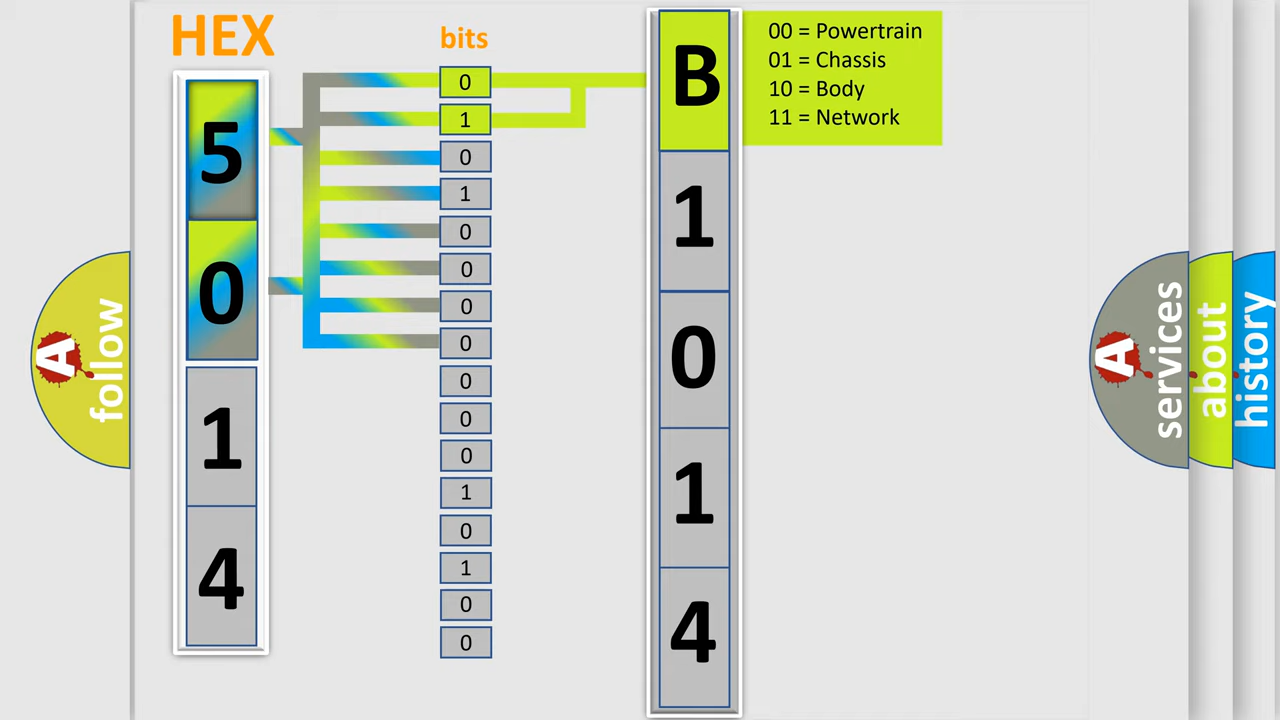 HEX
bits
5
0
1
4
0
1
0
1
0
0
0
0
0
0
0
1
0
1
0
0
B
1
0
1
4
00 = Powertrain
01 = Chassis
10 = Body
11 = Network
A follow
A services
about
history